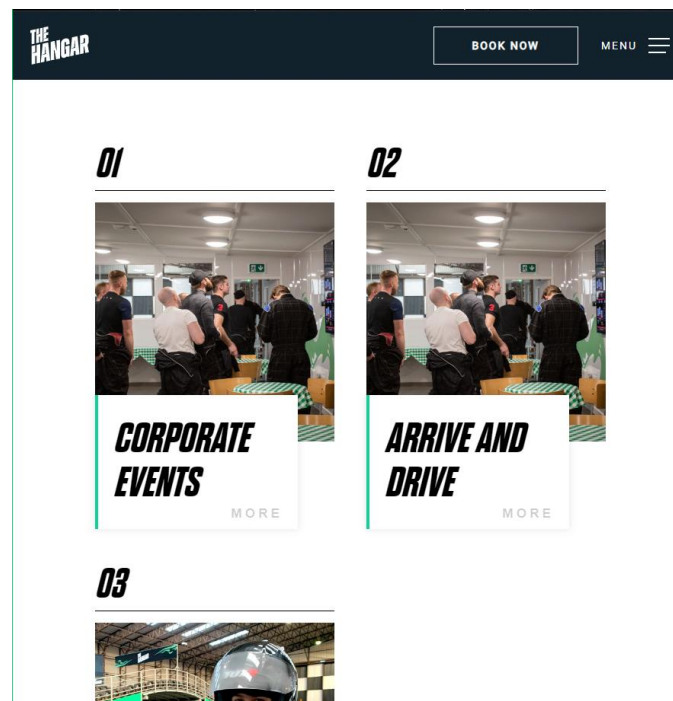 THE
HANGAR
BOOK NOW
MENU
01
02
CORPORATE
EVENTS
MORE
ARRIVE AND
DRIVE
MORE
03